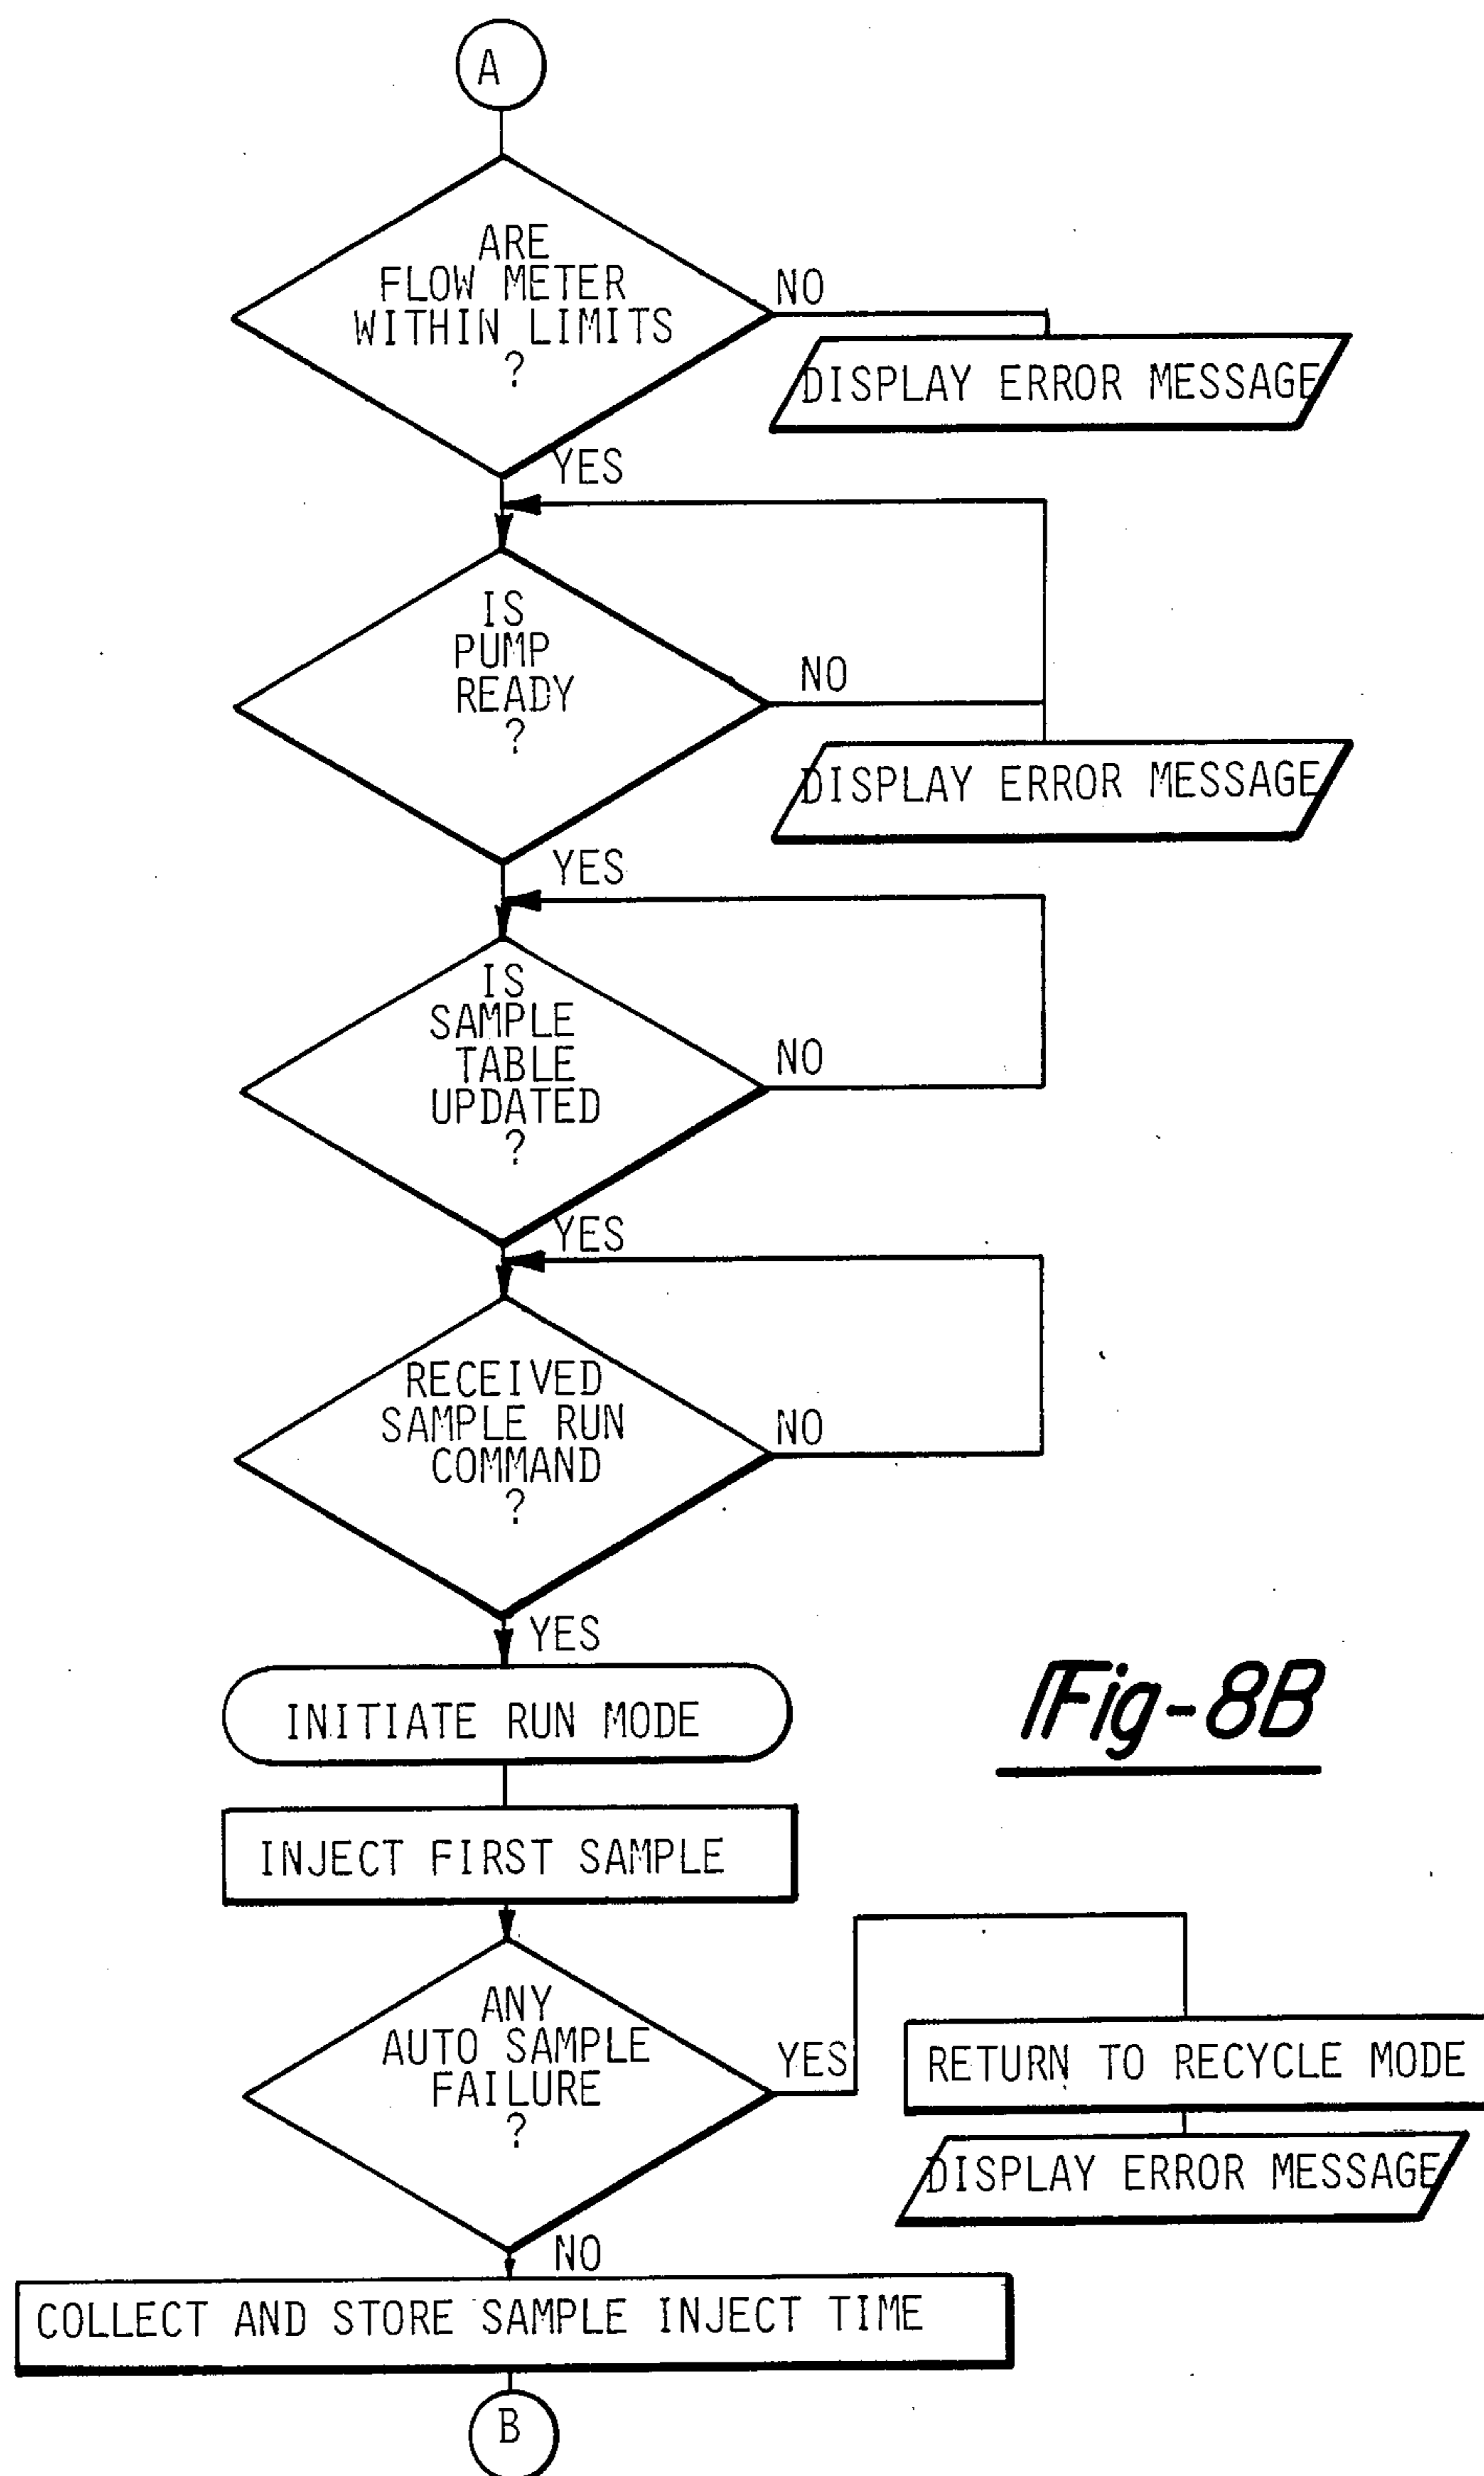 A
ARE
FLOW METER
WITHIN LIMITS
?
NO
DISPLAY ERROR MESSAGE
YES
IS
PUMP
READY
?
NO
DISPLAY ERROR MESSAGE
YES
IS
SAMPLE
TABLE
UPDATED
?
NO
YES
RECEIVED
SAMPLE RUN
COMMAND
?
NO
YES
INITIATE RUN MODE
Fig-8B
INJECT FIRST SAMPLE
ANY
AUTO SAMPLE
FAILURE
?
YES
RETURN TO RECYCLE MODE
DISPLAY ERROR MESSAGE
NO
COLLECT AND STORE SAMPLE INJECT TIME
B